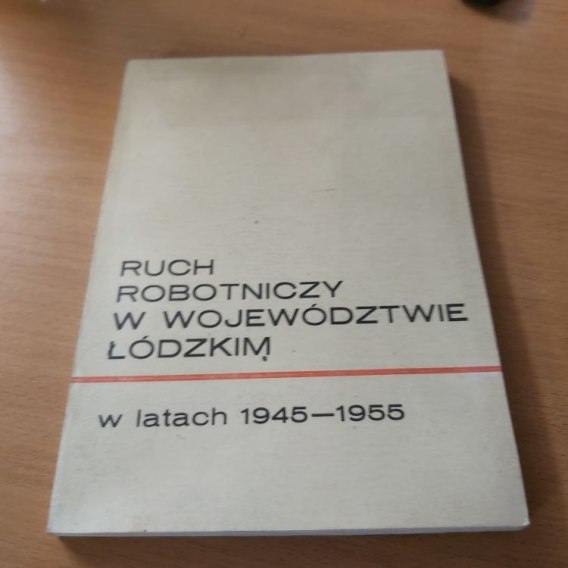 RUCH
ROBOTNICZY
W WOJEWÓDZTWIE
ŁÓDZKIM
w latach 1945—1955